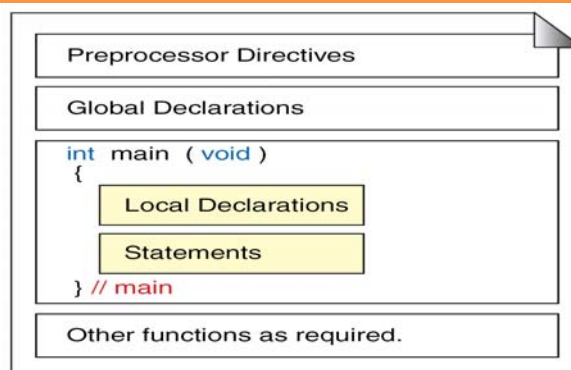 Preprocessor Directives
Global Declarations
int main ( void )
{
Local Declarations
Statements
} // main
Other functions as required.